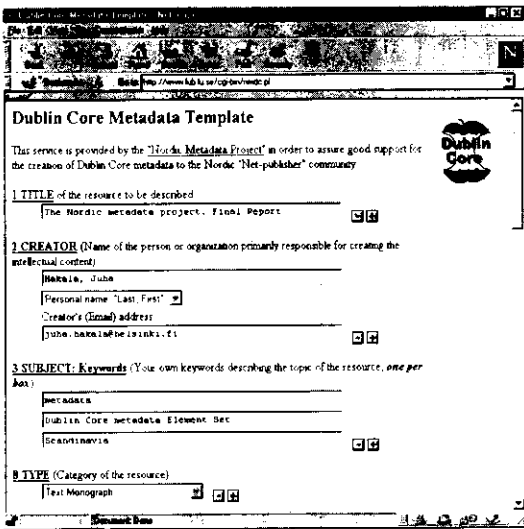 Dublin Core Metadata Template
This service is provided by the "Nordic Metadata Project" in order to assure good support for
the creation of Dublin Core metadata to the Nordic "Net-publisher" community
Dublin
Core
1 TITLE of the resource to be described
The Nordic metadata project. Final Report
2 CREATOR (Name of the person or organization primarily responsible for creating the
intellectual content)
Hakala, Juha
Personal name "Last, First"
Creator's (Email) address
juha.hakala@helsinki.fi
3 SUBJECT: Keywords (Your own keywords describing the topic of the resource, one per
box)
metadata
Dublin Core metadata Element Set
Scandinavia
8 TYPE (Category of the resource)
Text Monograph
Document Done